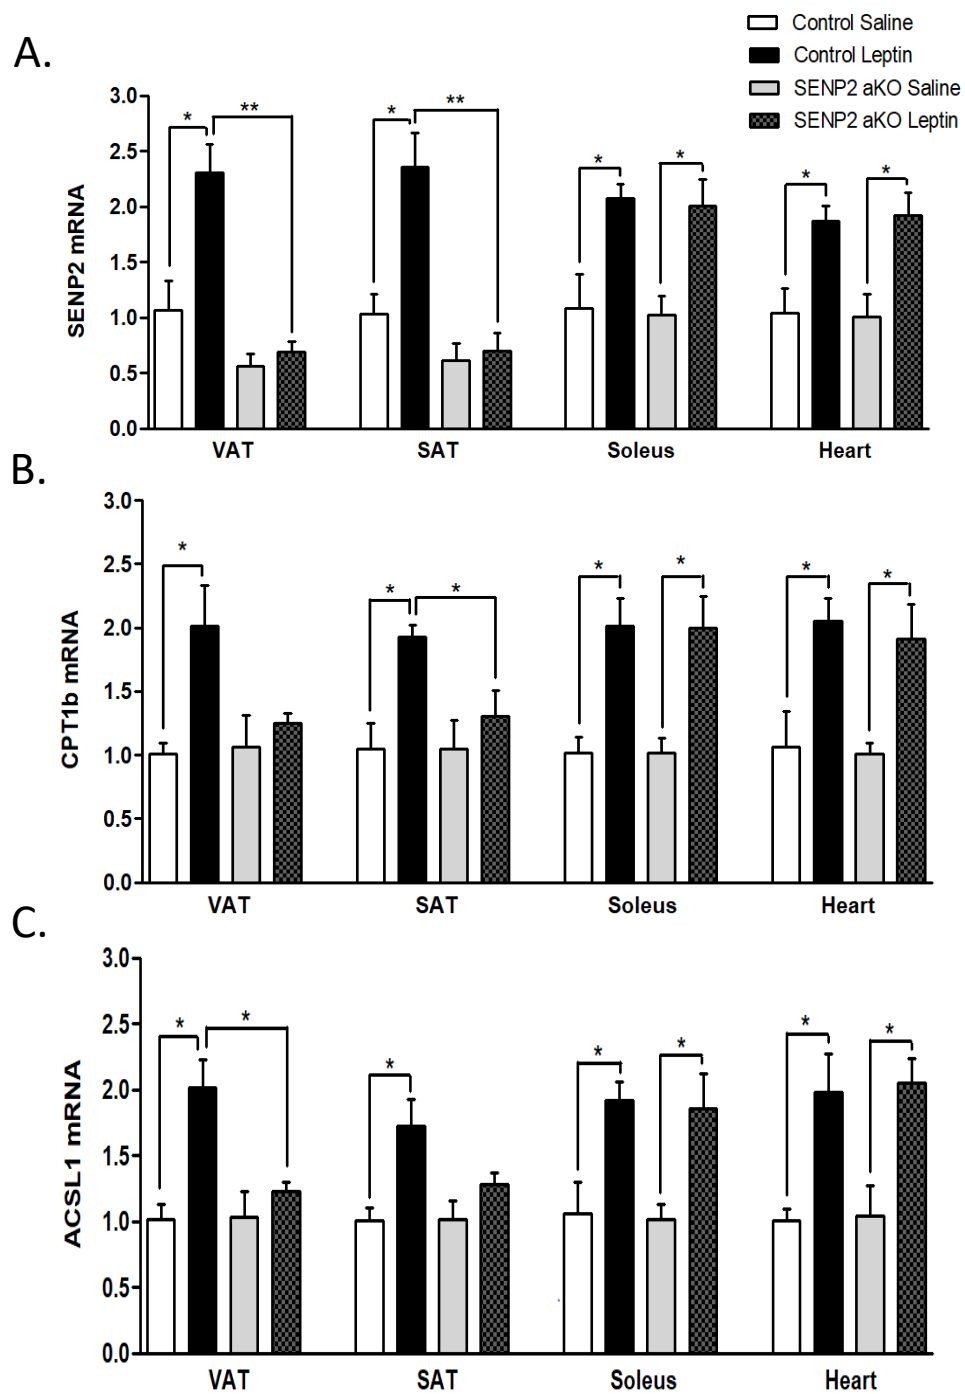 Control Saline
Control Leptin
SENP2 aKO Saline
SENP2 aKO Leptin
A.
SENP2 mRNA
3.0
2.5
2.0
1.5
1.0
0.5
0.0
* ** * ** * * * *
VAT SAT Soleus Heart
B.
CPT1b mRNA
3.0
2.5
2.0
1.5
1.0
0.5
0.0
* * * * * * *
VAT SAT Soleus Heart
C.
ACSL1 mRNA
3.0
2.5
2.0
1.5
1.0
0.5
0.0
* * * * * * *
VAT SAT Soleus Heart